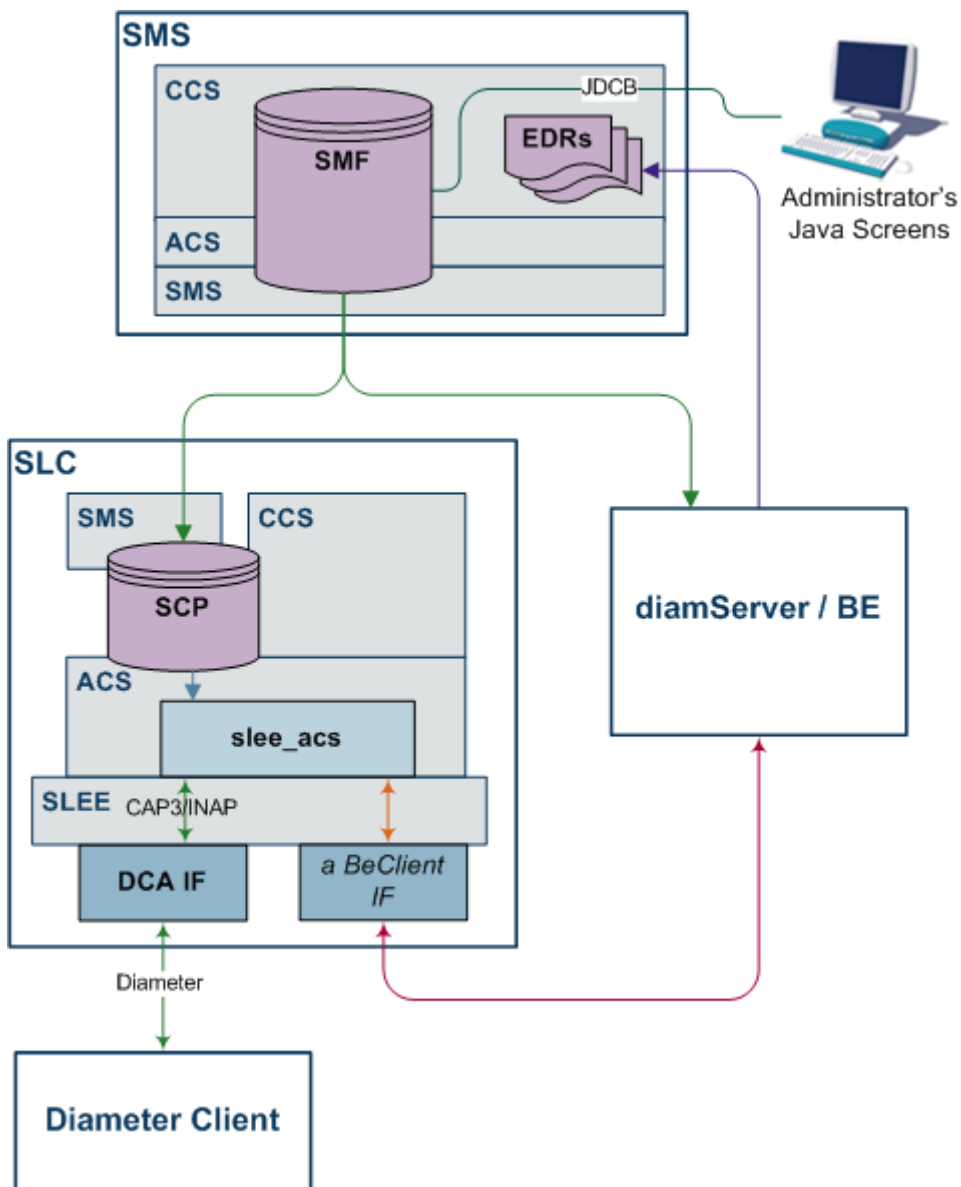 SMS
CCS
JDCB
SMF
EDRs
Administrator's
Java Screens
ACS
SMS
SLC
SMS
CCS
SCP
diamServer / BE
ACS
slee_acs
SLEE
CAP3/INAP
DCA IF
a BeClient
IF
Diameter
Diameter Client